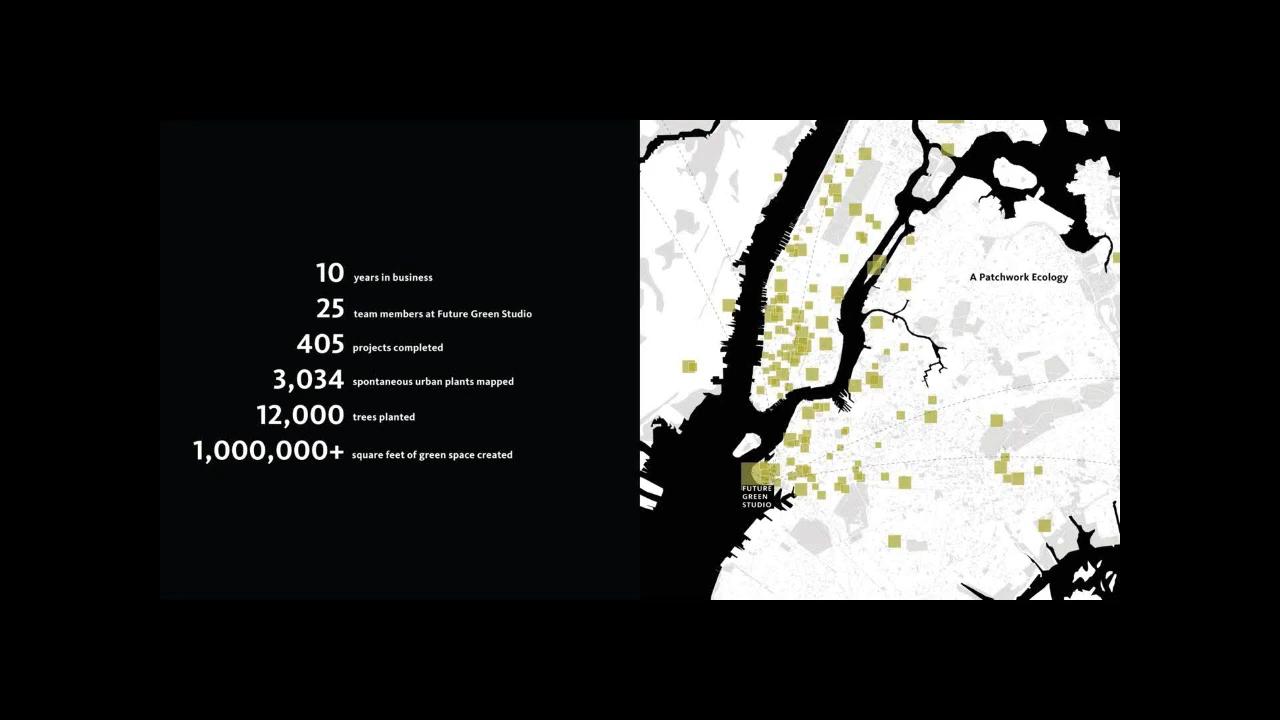 10 years in business
25 team members at Future Green Studio
405 projects completed
3,034 spontaneous urban plants mapped
12,000 trees planted
1,000,000+ square feet of green space created
A Patchwork Ecology
FUTURE
GREEN
STUDIO